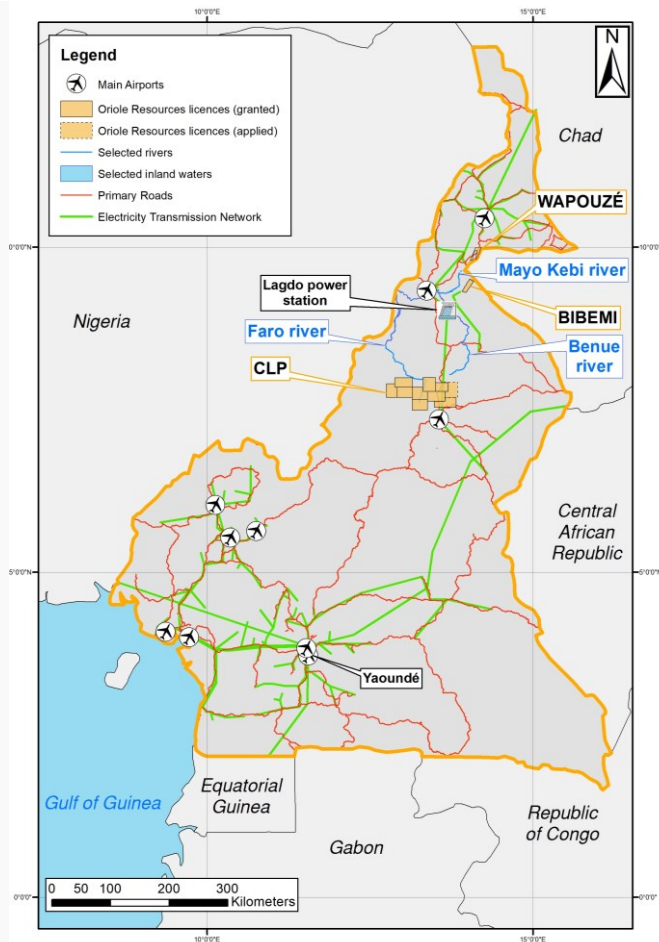 10°0'0"E
15°0'0"E
Legend
Main Airports
Oriole Resources licences (granted)
Oriole Resources licences (applied)
Selected rivers
Selected inland waters
Primary Roads
Electricity Transmission Network
N
Chad
WAPOUZÉ
10°0'0"N
0°0'0"N
Mayo Kebi river
Lagdo power
station
Nigeria
BIBEMI
Faro river
Benue
river
CLP
Central
African
Republic
5°0'0"N
5°0'0"N
Yaoundé
Gulf of Guinea
Equatorial
Guinea
Republic
of Congo
Gabon
0 50 100 200 300
Kilometers
0°0'0"
0°0'0"
10°0'0"E
15°0'0"E